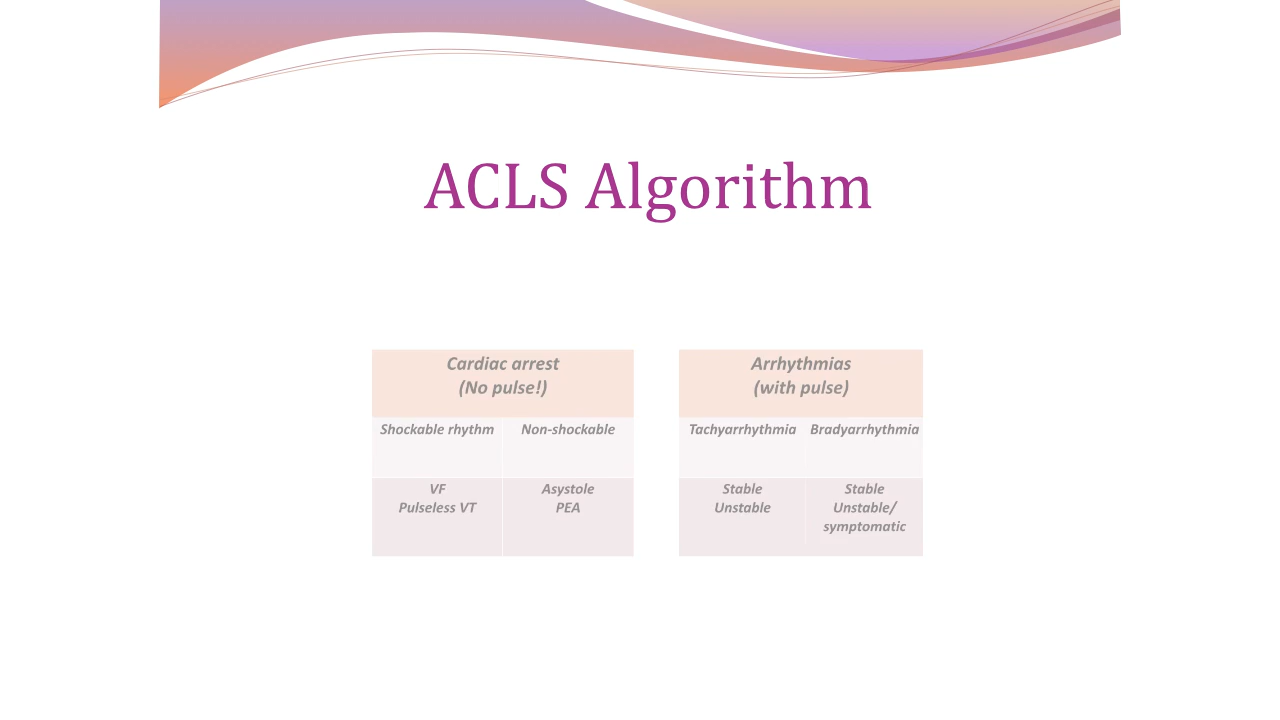 ACLS Algorithm
Cardiac arrest
(No pulse!)
Shockable rhythm
Non-shockable
VF
Pulseless VT
Asystole
PEA
Arrhythmias
(with pulse)
Tachyarrhythmia
Bradyarrhythmia
Stable
Unstable
Stable
Unstable/
symptomatic